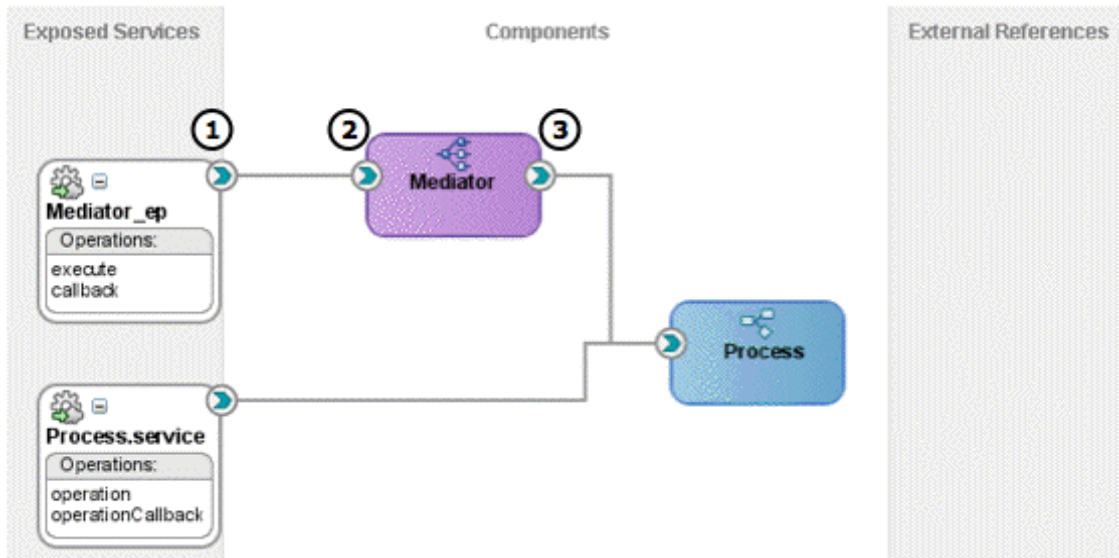 Exposed Services
Components
External References
1
2
3
Mediator_ep
Operations:
execute
callback
Mediator
Process
Process.service
Operations:
operation
operationCallback